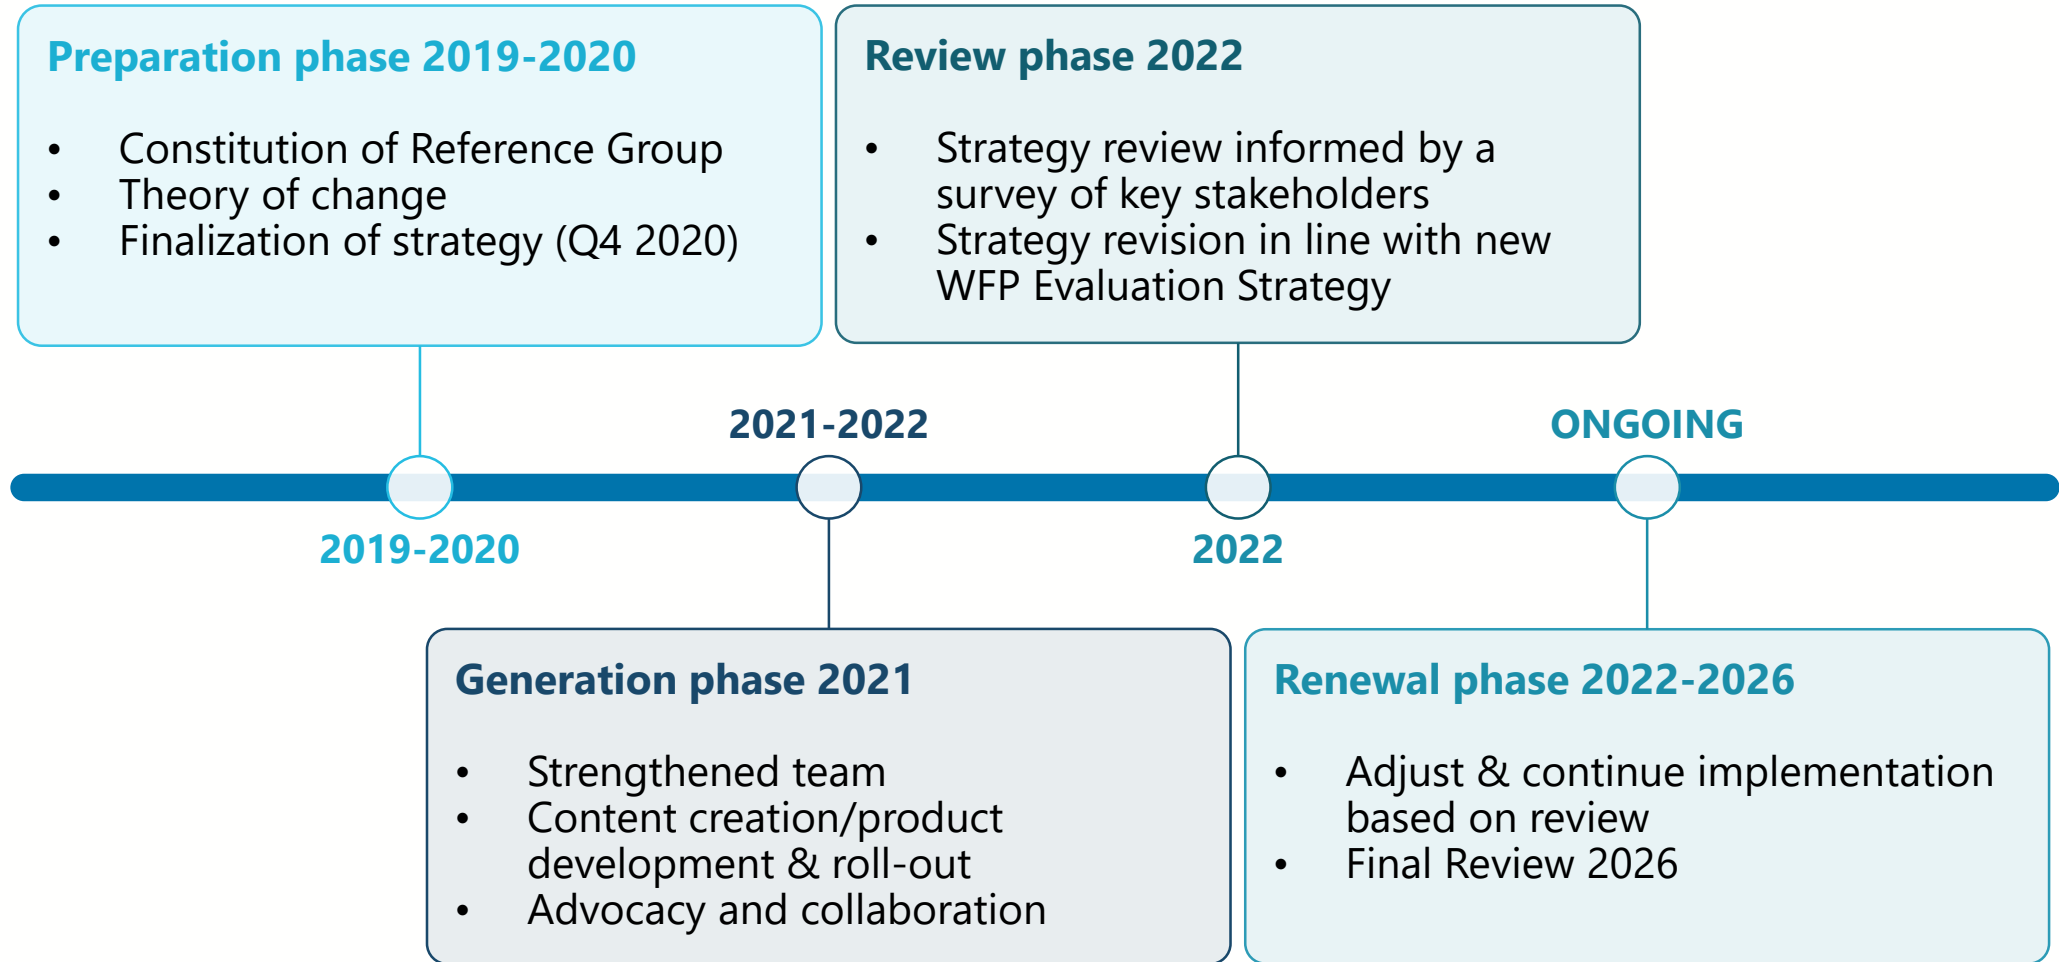 Preparation phase 2019-2020
• Constitution of Reference Group
• Theory of change
• Finalization of strategy (Q4 2020)
Review phase 2022
• Strategy review informed by a
survey of key stakeholders
• Strategy revision in line with new
WFP Evaluation Strategy
2021-2022
ONGOING
2019-2020
2022
Generation phase 2021
• Strengthened team
• Content creation/product
development & roll-out
• Advocacy and collaboration
Renewal phase 2022-2026
• Adjust & continue implementation
based on review
• Final Review 2026